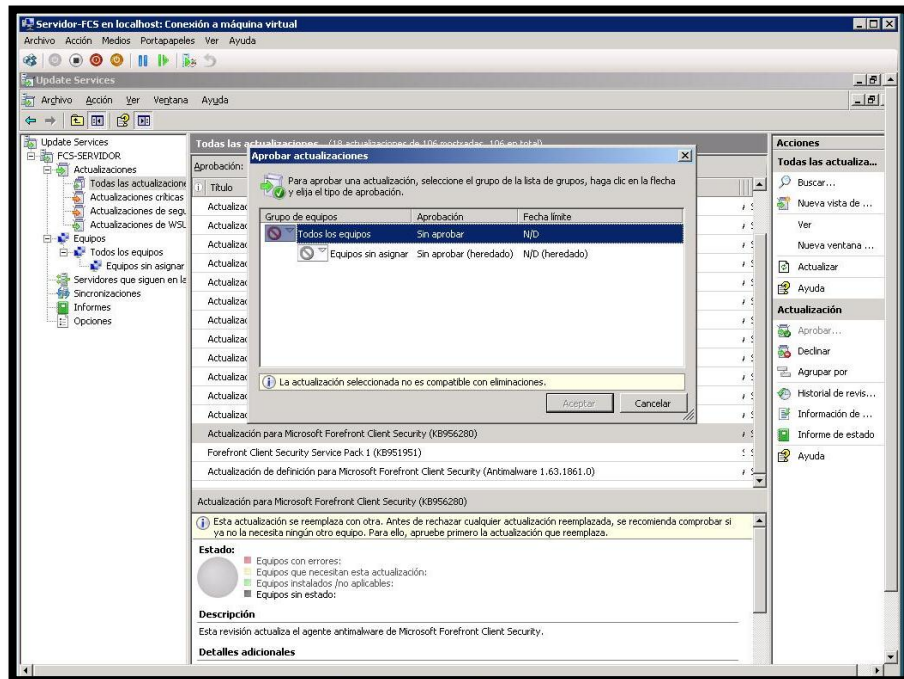 Servidor-FCS en localhost: Conexión a máquina virtual
Archivo Acción Medios Portapapeles Ver Ayuda
Update Services
Archivo Acción Ver Ventana Ayuda
Update Services
FCS-SERVIDOR
Actualizaciones
Todas las actualizacione
Actualizaciones críticas
Actualizaciones de segu
Actualizaciones de WSU
Equipos
Todos los equipos
Equipos sin asignar
Servidores que siguen en la
Sincronizaciones
Informes
Opciones
Todas las actualizaciones (18 actualizaciones de 106 mostradas, 106 en total)
Aprobación:
Título
Actualizac
Actualizac
Actualizac
Actualizac
Actualizac
Actualizac
Actualizac
Actualizac
Actualizac
Actualizac
Actualizac
Actualizac
Aprobar actualizaciones
Para aprobar una actualización, seleccione el grupo de la lista de grupos, haga clic en la flecha
y elija el tipo de aprobación.
Grupo de equipos Aprobación Fecha límite
Todos los equipos Sin aprobar N/D
Equipos sin asignar Sin aprobar (heredado) N/D (heredado)
La actualización seleccionada no es compatible con eliminaciones.
Aceptar Cancelar
Actualización para Microsoft Forefront Client Security (KB956280)
Forefront Client Security Service Pack 1 (KB951951)
Actualización de definición para Microsoft Forefront Client Security (Antimalware 1.63.1861.0)
Actualización para Microsoft Forefront Client Security (KB956280)
Esta actualización se reemplaza con otra. Antes de rechazar cualquier actualización reemplazada, se recomienda comprobar si
ya no la necesita ningún otro equipo. Para ello, apruebe primero la actualización que reemplaza.
Estado:
Equipos con errores:
Equipos que necesitan esta actualización:
Equipos instalados /no aplicables:
Equipos sin estado:
Descripción
Esta revisión actualiza el agente antimalware de Microsoft Forefront Client Security.
Detalles adicionales
Acciones
Todas las actualiza...
Buscar...
Nueva vista de ...
Ver
Nueva ventana ...
Actualizar
Ayuda
Actualización
Aprobar...
Declinar
Agrupar por
Historial de revis...
Información de ...
Informe de estado
Ayuda